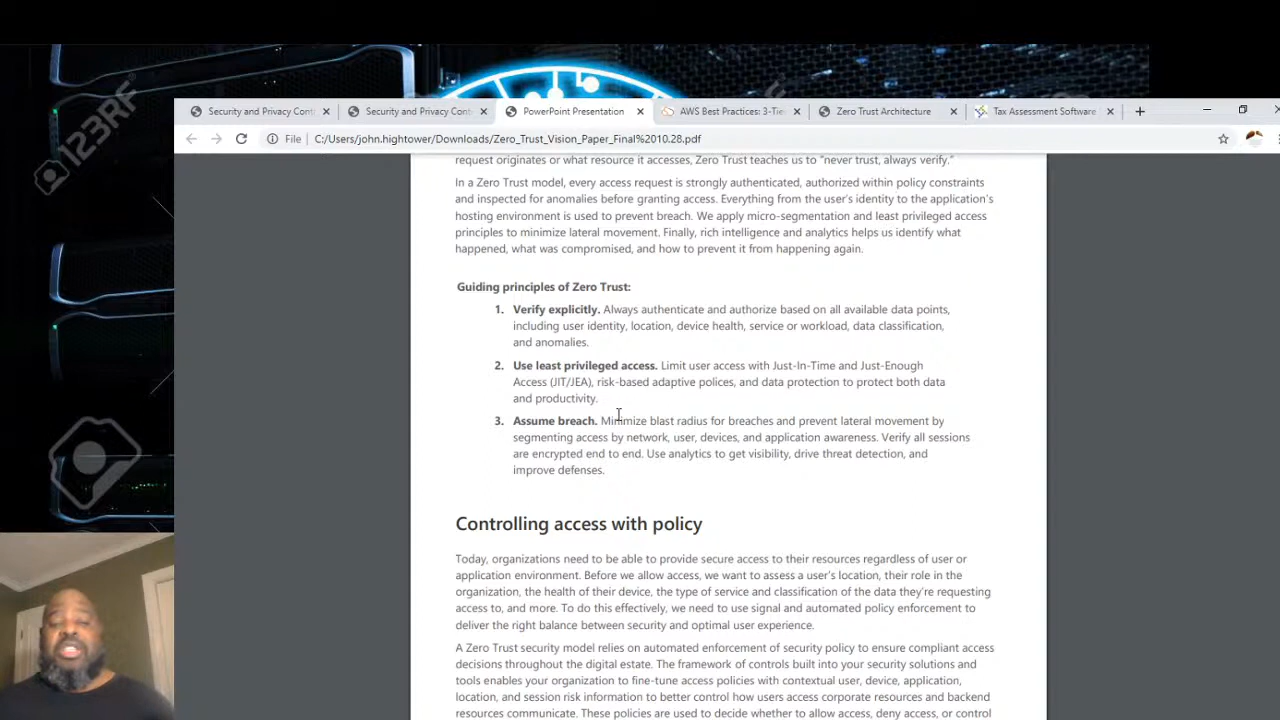 Security and Privacy Cont
Security and Privacy Cont
PowerPoint Presentation
AWS Best Practices: 3-Tie
Zero Trust Architecture
Tax Assessment Software
File
C:/Users/john.hightower/Downloads/Zero_Trust_Vision_Paper_Final%2010.28.pdf
request originates or what resource it accesses, Zero Trust teaches us to “never trust, always verify.”
In a Zero Trust model, every access request is strongly authenticated, authorized within policy constraints
and inspected for anomalies before granting access. Everything from the user’s identity to the application’s
hosting environment is used to prevent breach. We apply micro-segmentation and least privileged access
principles to minimize lateral movement. Finally, rich intelligence and analytics helps us identify what
happened, what was compromised, and how to prevent it from happening again.
Guiding principles of Zero Trust:
1. Verify explicitly. Always authenticate and authorize based on all available data points,
including user identity, location, device health, service or workload, data classification,
and anomalies.
2. Use least privileged access. Limit user access with Just-In-Time and Just-Enough
Access (JIT/JEA), risk-based adaptive polices, and data protection to protect both data
and productivity.
3. Assume breach. Minimize blast radius for breaches and prevent lateral movement by
segmenting access by network, user, devices, and application awareness. Verify all sessions
are encrypted end to end. Use analytics to get visibility, drive threat detection, and
improve defenses.
Controlling access with policy
Today, organizations need to be able to provide secure access to their resources regardless of user or
application environment. Before we allow access, we want to assess a user’s location, their role in the
organization, the health of their device, the type of service and classification of the data they’re requesting
access to, and more. To do this effectively, we need to use signal and automated policy enforcement to
deliver the right balance between security and optimal user experience.
A Zero Trust security model relies on automated enforcement of security policy to ensure compliant access
decisions throughout the digital estate. The framework of controls built into your security solutions and
tools enables your organization to fine-tune access policies with contextual user, device, application,
location, and session risk information to better control how users access corporate resources and backend
resources communicate. These policies are used to decide whether to allow access, deny access, or control
123RF